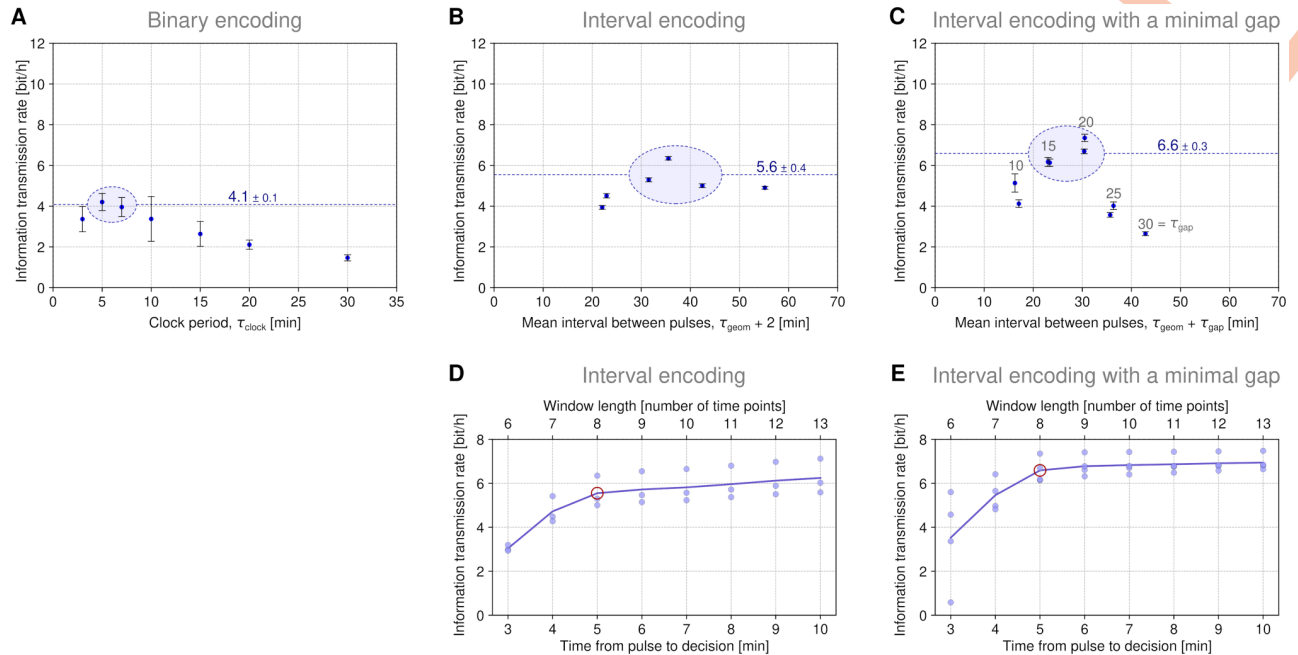 A
Binary encoding
12
10
8
6
4
2
0
Information transmission rate [bit/h]
4.1 ± 0.1
0 5 10 15 20 25 30 35
Clock period, τclock [min]
B
Interval encoding
12
10
8
6
4
2
0
Information transmission rate [bit/h]
5.6 ± 0.4
0 10 20 30 40 50 60 70
Mean interval between pulses, τgeom + 2 [min]
C
Interval encoding with a minimal gap
12
10
8
6
4
2
0
Information transmission rate [bit/h]
20
15
10
6.6 ± 0.3
25
30 = τgap
0 10 20 30 40 50 60 70
Mean interval between pulses, τgeom + τgap [min]
D
Interval encoding
Window length [number of time points]
6 7 8 9 10 11 12 13
8
6
4
2
0
Information transmission rate [bit/h]
3 4 5 6 7 8 9 10
Time from pulse to decision [min]
E
Interval encoding with a minimal gap
Window length [number of time points]
6 7 8 9 10 11 12 13
8
6
4
2
0
Information transmission rate [bit/h]
3 4 5 6 7 8 9 10
Time from pulse to decision [min]